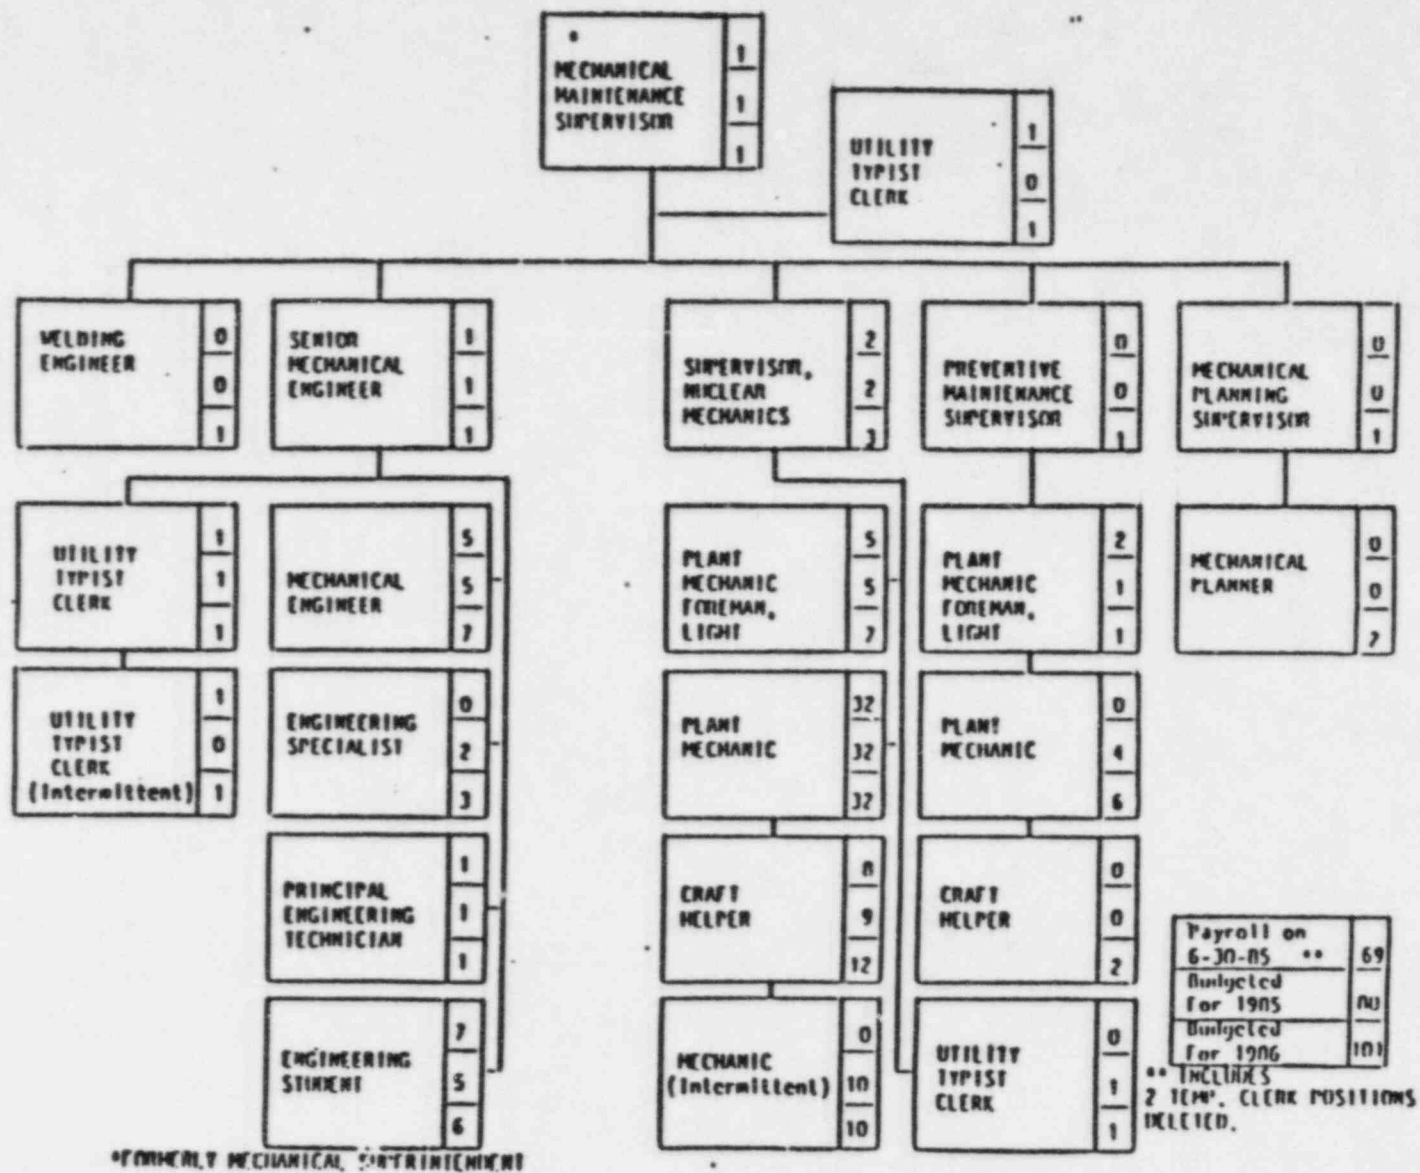 *
MECHANICAL
MAINTENANCE
SUPERVISOR
1
1
1
UTILITY
TYPIST
CLERK
1
0
1
WELDING
ENGINEER
0
0
1
SENIOR
MECHANICAL
ENGINEER
1
1
1
SUPERVISOR,
NUCLEAR
MECHANICS
2
2
3
PREVENTIVE
MAINTENANCE
SUPERVISOR
0
0
1
MECHANICAL
PLANNING
SUPERVISOR
0
0
1
UTILITY
TYPIST
CLERK
1
1
1
MECHANICAL
ENGINEER
5
5
7
PLANT
MECHANIC
FOREMAN,
LIGHT
5
5
7
PLANT
MECHANIC
FOREMAN,
LIGHT
2
1
1
MECHANICAL
PLANNER
0
0
2
UTILITY
TYPIST
CLERK
(Intermittent)
1
0
1
ENGINEERING
SPECIALIST
0
2
3
PLANT
MECHANIC
32
32
32
PLANT
MECHANIC
0
4
6
PRINCIPAL
ENGINEERING
TECHNICIAN
1
1
1
CRAFT
HELPER
8
9
12
CRAFT
HELPER
0
0
2
ENGINEERING
STUDENT
7
5
6
MECHANIC
(Intermittent)
0
10
10
UTILITY
TYPIST
CLERK
0
1
1
Payroll on
6-30-85 ** 69
Budgeted
For 1985 80
Budgeted
For 1986 101
** INCLUDES
2 TEMP. CLERK POSITIONS
DELETED.
*FORMERLY MECHANICAL SUPERINTENDENT